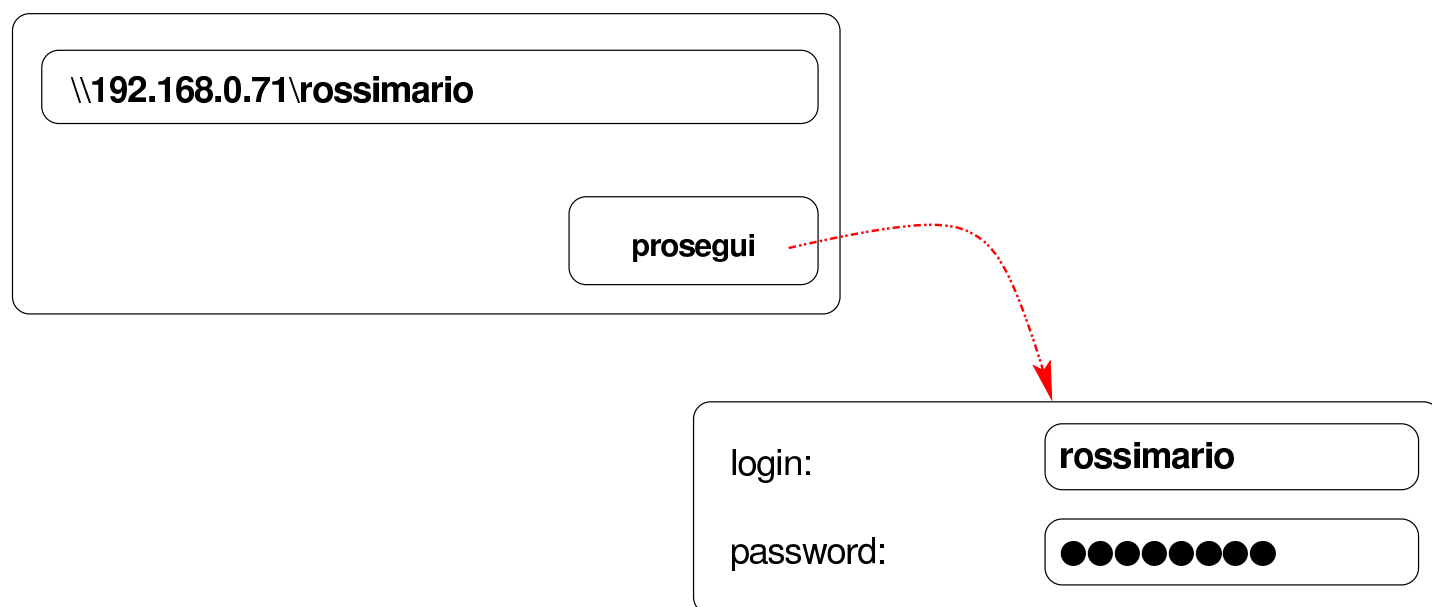 \\192.168.0.71\rossimario
prosegui
login: rossimario
password: ●●●●●●●●